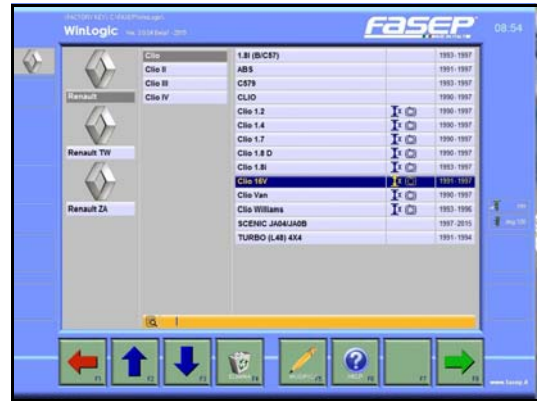 WinLogic
FASEP
08:54
Clio
Clio II
Clio III
Clio IV
Renault
Renault TW
Renault ZA
1.8I (B/C57) 1993-1997
ABS 1991-1997
C579 1993-1997
CLIO 1990-1997
Clio 1.2 1990-1997
Clio 1.4 1990-1997
Clio 1.7 1990-1997
Clio 1.8 D 1990-1997
Clio 1.8i 1993-1997
Clio 16V 1991-1997
Clio Van 1990-1997
Clio Williams 1993-1996
SCENIC JA04/JA0B 1997-2015
TURBO (L48) 4X4 1991-1994
F1
F2
F3
F4
F5
HELP
F6
F7
F8
www.fasep.it